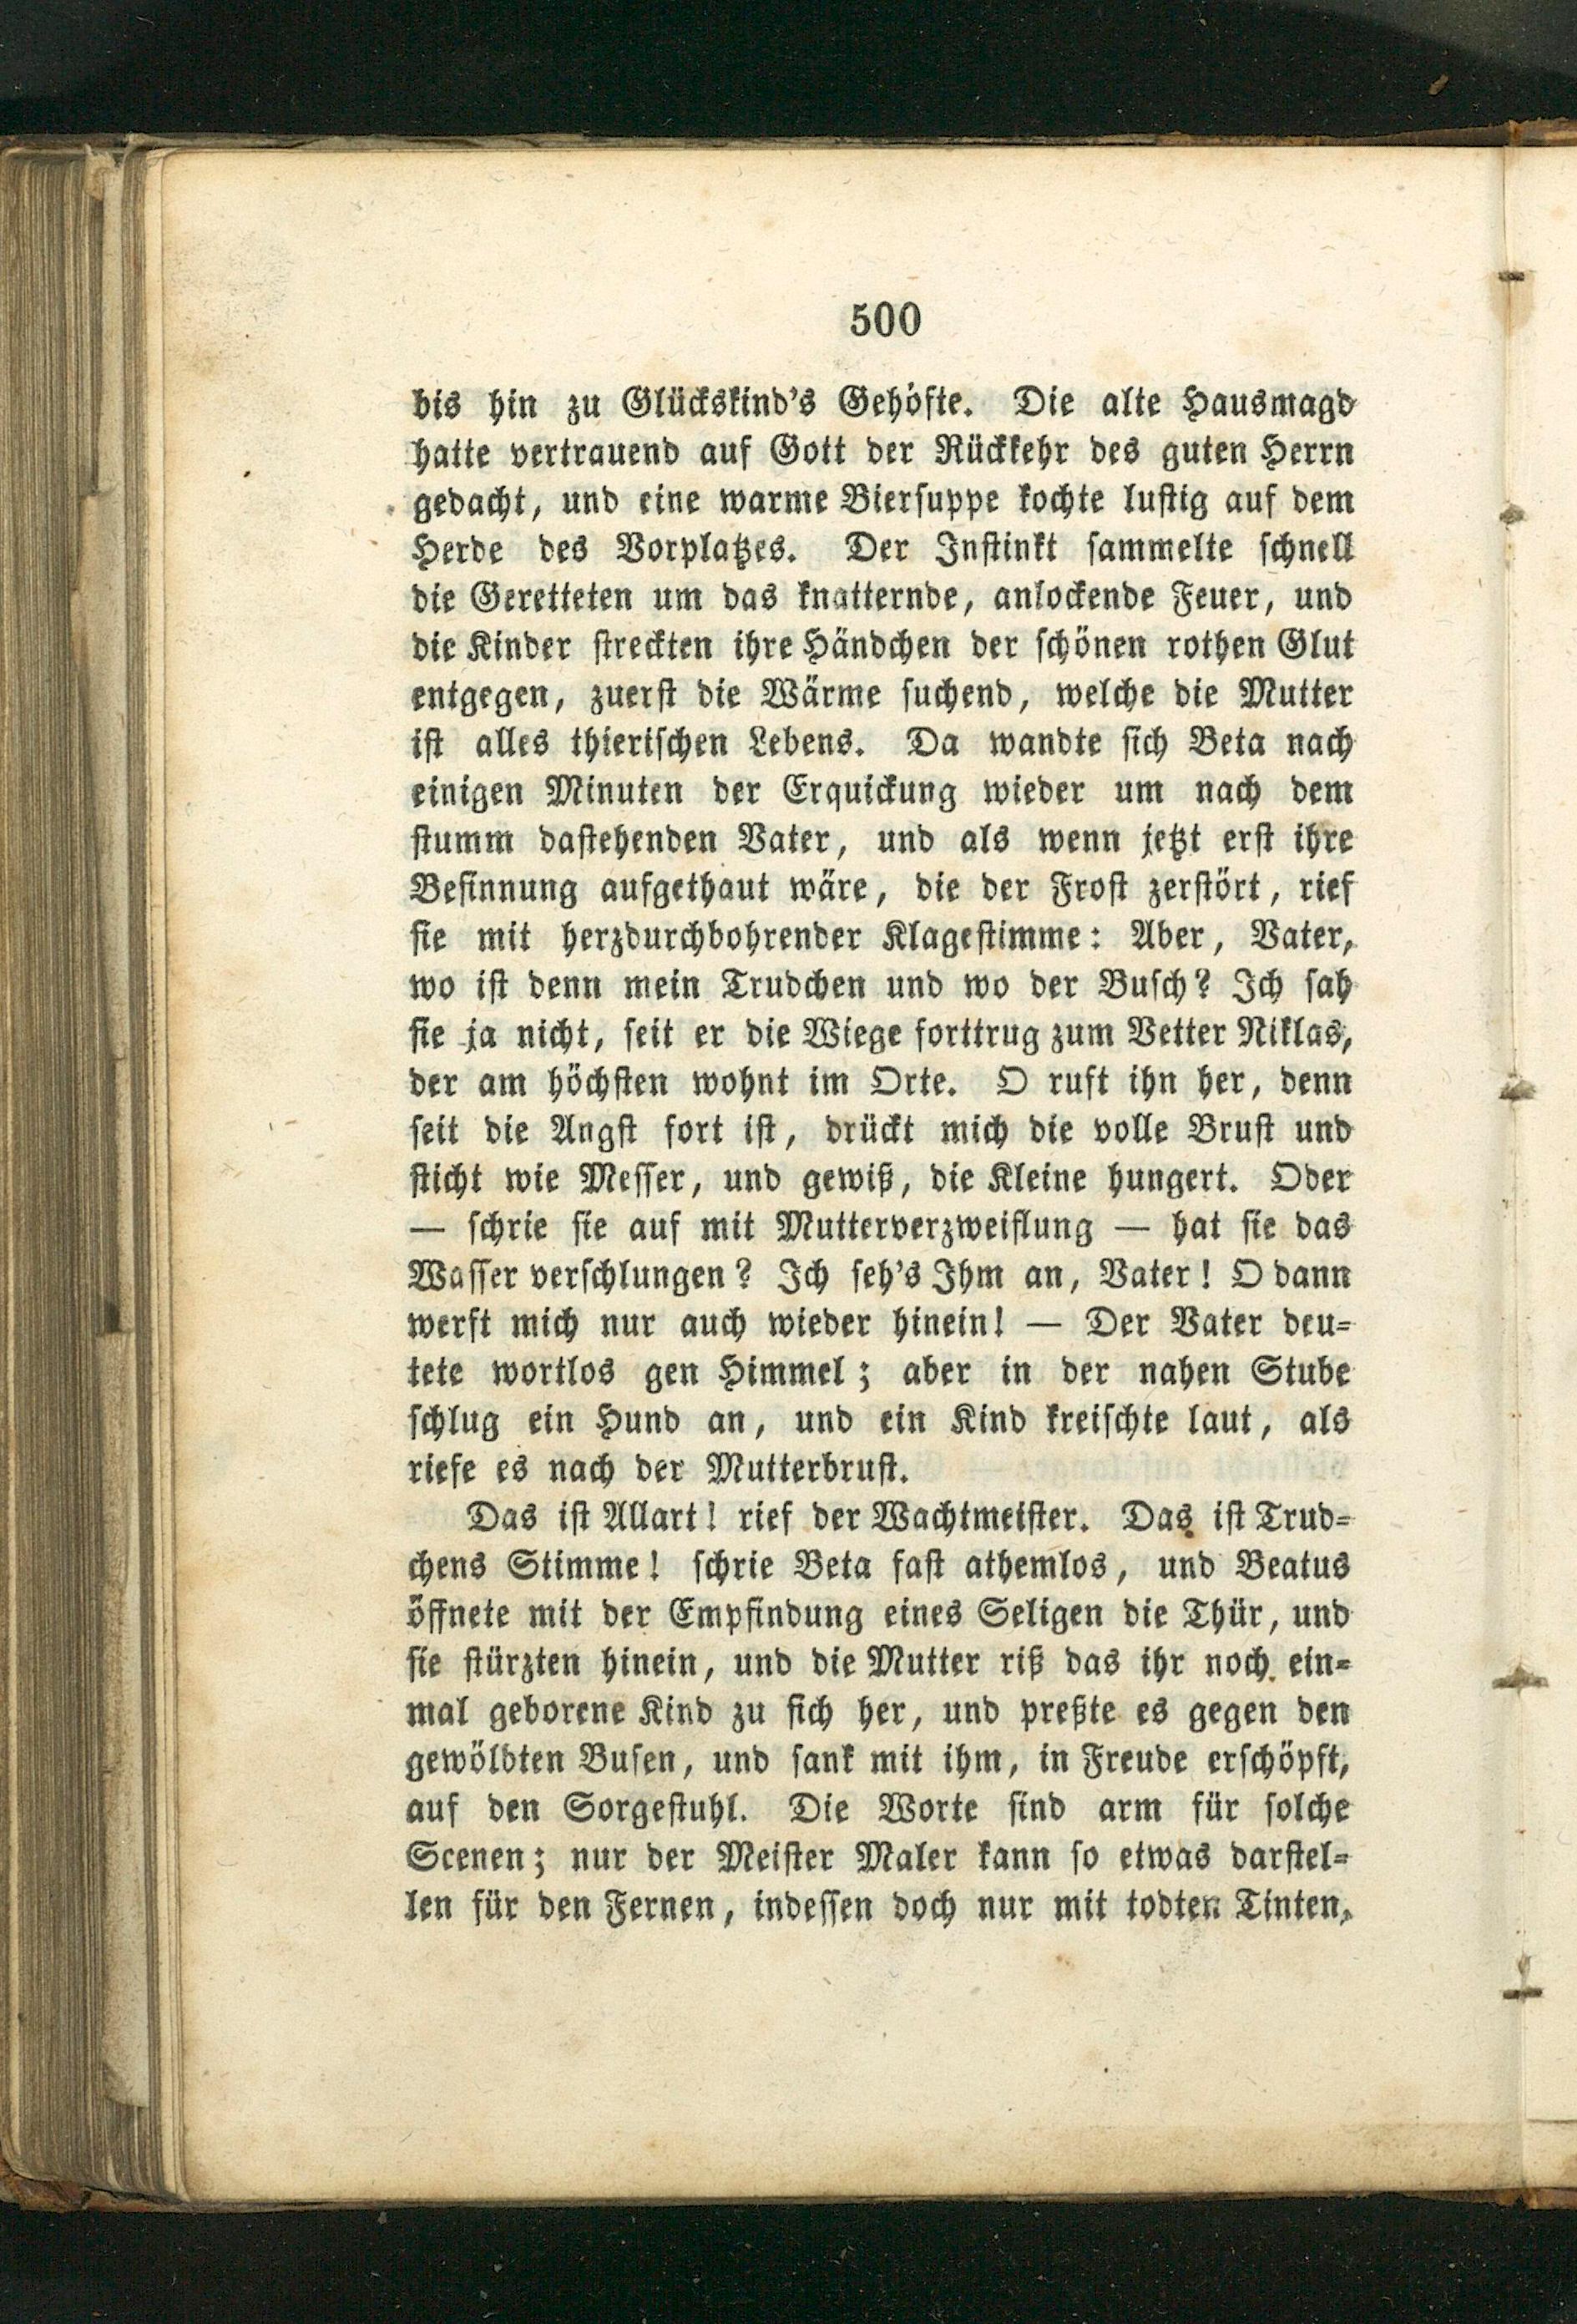 500
bis hin zu Glückskind's Gehöfte. Die alte Hausmagd
hatte vertrauend auf Gott der Rückkehr des guten Herrn
gedacht, und eine warme Biersuppe kochte lustig auf dem
Herde des Vorplatzes. Der Instinkt sammelte schnell
die Geretteten um das knatternde, anlockende Feuer, und
die Kinder streckten ihre Händchen der schönen rothen Glut
entgegen, zuerst die Wärme suchend, welche die Mutter
ist alles thierischen Lebens. Da wandte sich Beta nach
einigen Minuten der Erquickung wieder um nach dem
stumm dastehenden Vater, und als wenn jetzt erst ihre
Besinnung aufgethaut wäre, die der Frost zerstört, rief
sie mit herzdurchbohrender Klagestimme: Aber, Vater,
wo ist denn mein Trudchen und wo der Busch? Ich sah
sie ja nicht, seit er die Wiege forttrug zum Vetter Niklas,
der am höchsten wohnt im Orte. O ruft ihn her, denn
seit die Angst fort ist, drückt mich die volle Brust und
sticht wie Messer, und gewiß, die Kleine hungert. Oder
— schrie sie auf mit Mutterverzweiflung — hat sie das
Wasser verschlungen? Ich seh's Ihm an, Vater! O dann
werft mich nur auch wieder hinein! — Der Vater deu=
tete wortlos gen Himmel; aber in der nahen Stube
schlug ein Hund an, und ein Kind kreischte laut, als
riefe es nach der Mutterbrust.
Das ist Allart! rief der Wachtmeister. Das ist Trud=
chens Stimme! schrie Beta fast athemlos, und Beatus
öffnete mit der Empfindung eines Seligen die Thür, und
sie stürzten hinein, und die Mutter riß das ihr noch ein=
mal geborene Kind zu sich her, und preßte es gegen den
gewölbten Busen, und sank mit ihm, in Freude erschöpft,
auf den Sorgestuhl. Die Worte sind arm für solche
Scenen; nur der Meister Maler kann so etwas darstel=
len für den Fernen, indessen doch nur mit todten Tinten,